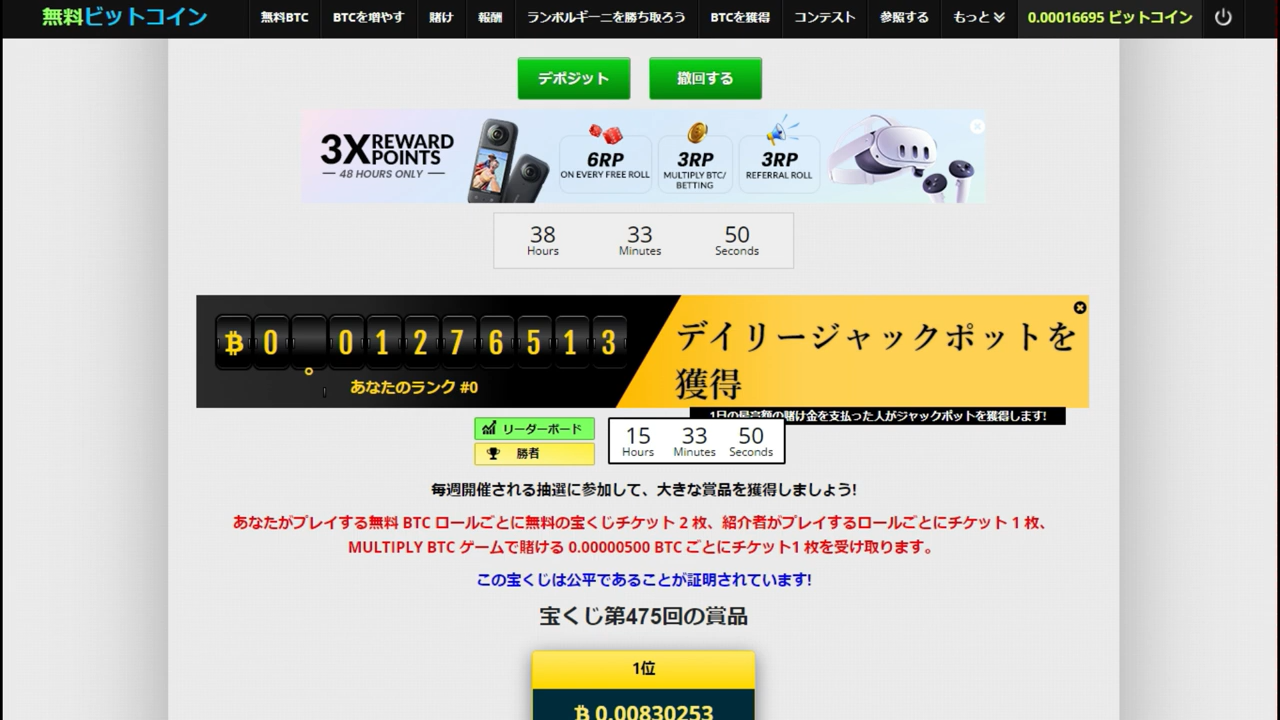 無料ビットコイン 無料BTC BTCを増やす 賭け 報酬 ランボルギーニを勝ち取ろう BTCを獲得 コンテスト 参照する もっと 0.00016695 ビットコイン
デポジット 撤回する
3X REWARD POINTS
48 HOURS ONLY
6RP
ON EVERY FREE ROLL
3RP
MULTIPLY BTC/
BETTING
3RP
REFERRAL ROLL
38 33 50
Hours Minutes Seconds
0 01276513
あなたのランク #0
デイリージャックポットを
獲得
1日の最高額の賭け金を支払った人がジャックポットを獲得します!
リーダーボード
勝者
15 33 50
Hours Minutes Seconds
毎週開催される抽選に参加して、大きな賞品を獲得しましょう!
あなたがプレイする無料 BTC ロールごとに無料の宝くじチケット 2 枚、紹介者がプレイするロールごとにチケット 1 枚、
MULTIPLY BTC ゲームで賭ける 0.00000500 BTC ごとにチケット1 枚を受け取ります。
この宝くじは公平であることが証明されています!
宝くじ第475回の賞品
1位
0.00830253